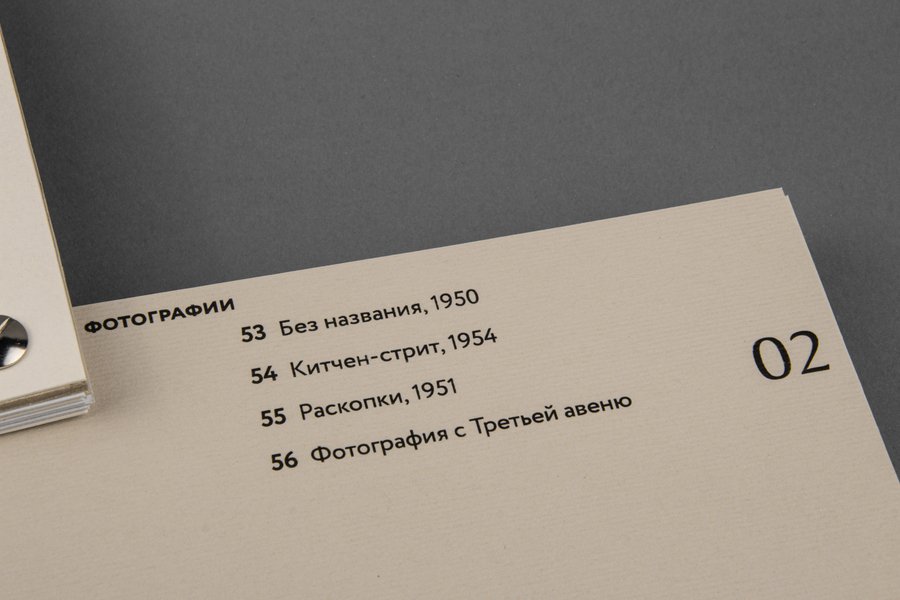 ФОТОГРАФИИ
53 Без названия, 1950
54 Китчен-стрит, 1954
55 Раскопки, 1951
56 Фотография с Третьей авеню
02